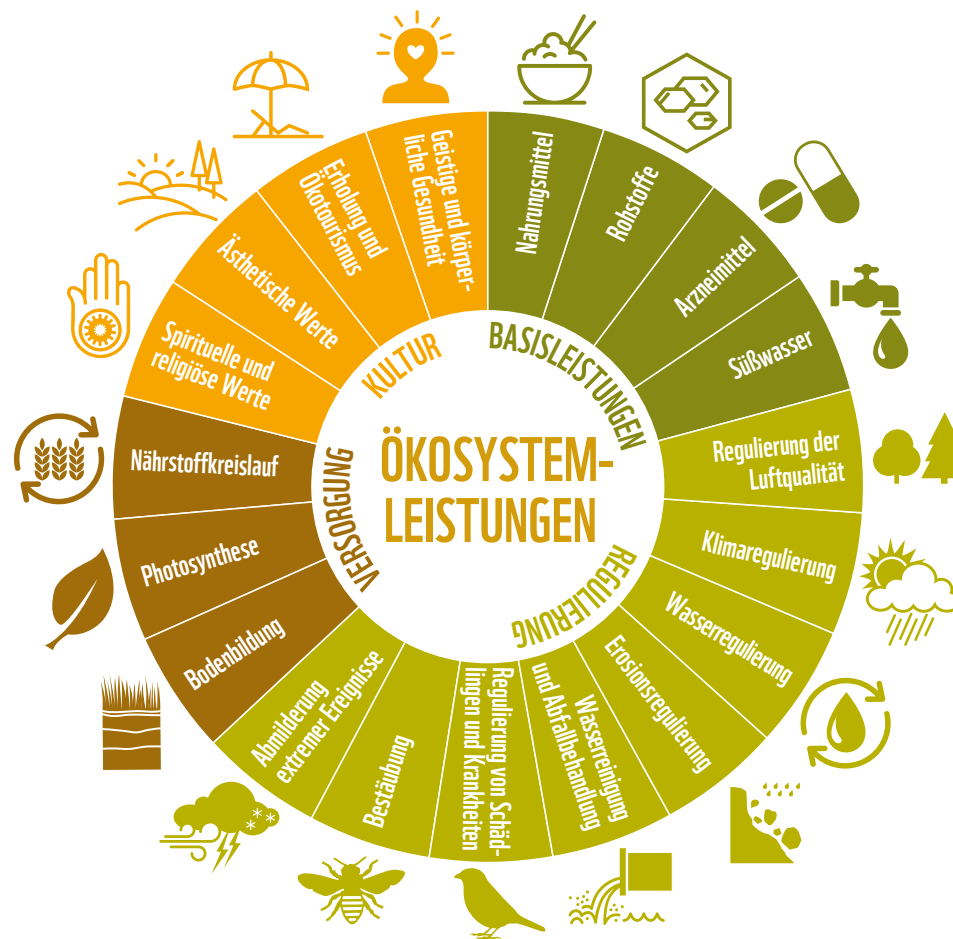 ÖKOSYSTEM-
LEISTUNGEN
BASISLEISTUNGEN
Nahrungsmittel
Rohstoffe
Arzneimittel
Süßwasser
REGULIERUNG
Regulierung der
Luftqualität
Klimaregulierung
Wasserregulierung
Erosionsregulierung
Wasserreinigung
und Abfallbehandlung
Regulierung von Schäd-
lingen und Krankheiten
Bestäubung
Abmilderung
extremer Ereignisse
VERSORGUNG
Bodenbildung
Photosynthese
Nährstoffkreislauf
KULTUR
Spirituelle und
religiöse Werte
Ästhetische Werte
Erholung und
Ökotourismus
Geistige und körper-
liche Gesundheit